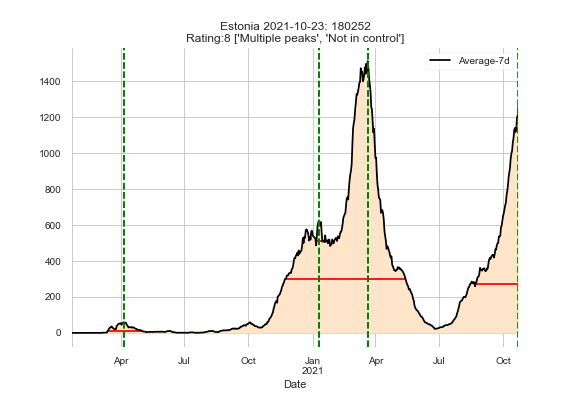 Estonia 2021-10-23: 180252
Rating:8 ['Multiple peaks', 'Not in control']
Average-7d
1400
1200
1000
800
600
400
200
0
Apr Jul Oct Jan Apr Jul Oct
2021
Date